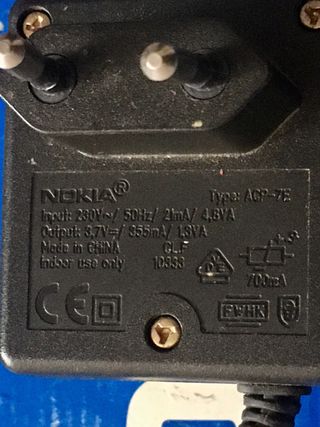 NOKIA® Type: ACP-7E
Input: 230V~/ 50Hz/ 21mA/ 4.8VA
Output: 3.7V⎓/ 355mA/ 1.3VA
Made in CHINA CLF
Indoor use only 10333
700mA
CE FWHK